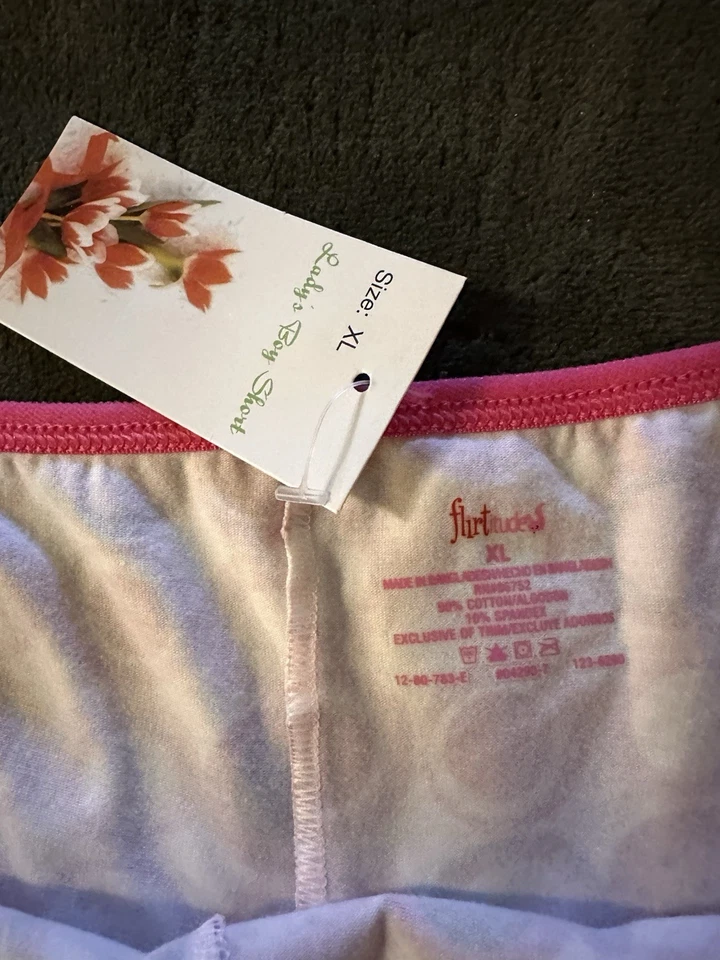 Size: XL
Lady's Boy Short
flirtitudes
XL
MADE IN BANGLADESH/HECHO EN BANGLADESH
90% COTTON/ALGODON
10% SPANDEX
EXCLUSIVE OF TRIM/EXCLUYE ADORNOS